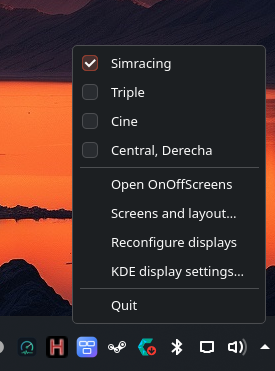 Simracing
Triple
Cine
Central, Derecha
Open OnOffScreens
Screens and layout...
Reconfigure displays
KDE display settings...
Quit
H